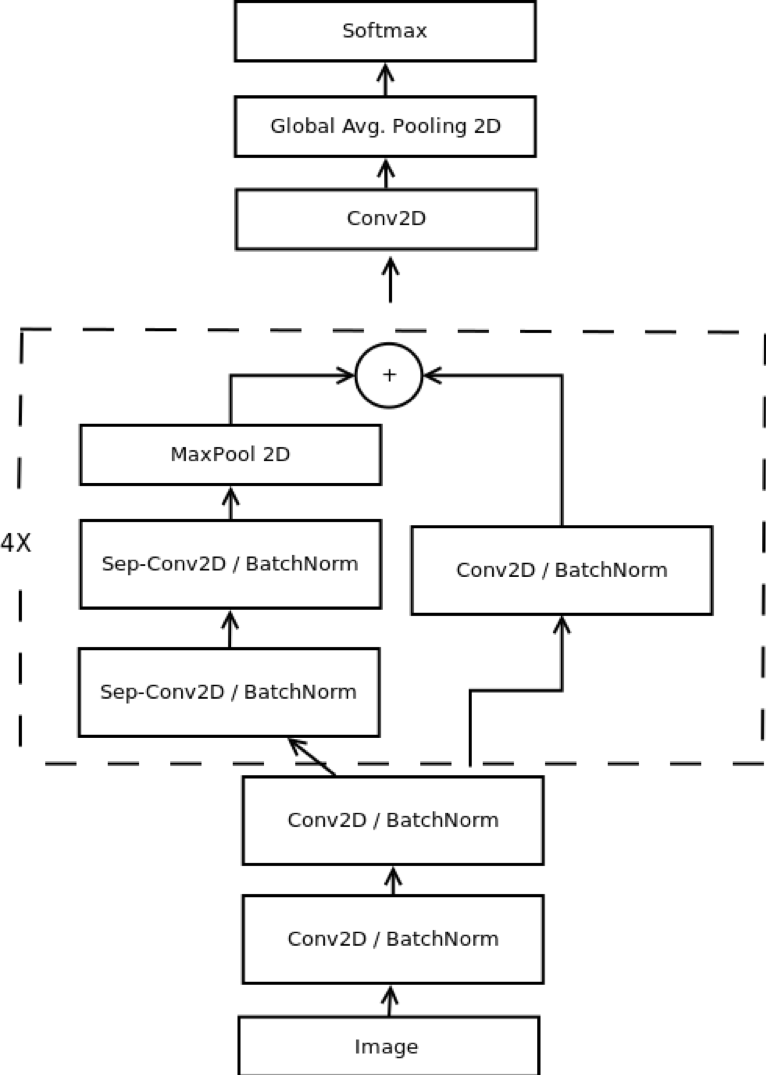 Softmax
Global Avg. Pooling 2D
Conv2D
+
MaxPool 2D
4X
Sep-Conv2D / BatchNorm
Conv2D / BatchNorm
Sep-Conv2D / BatchNorm
Conv2D / BatchNorm
Conv2D / BatchNorm
Image